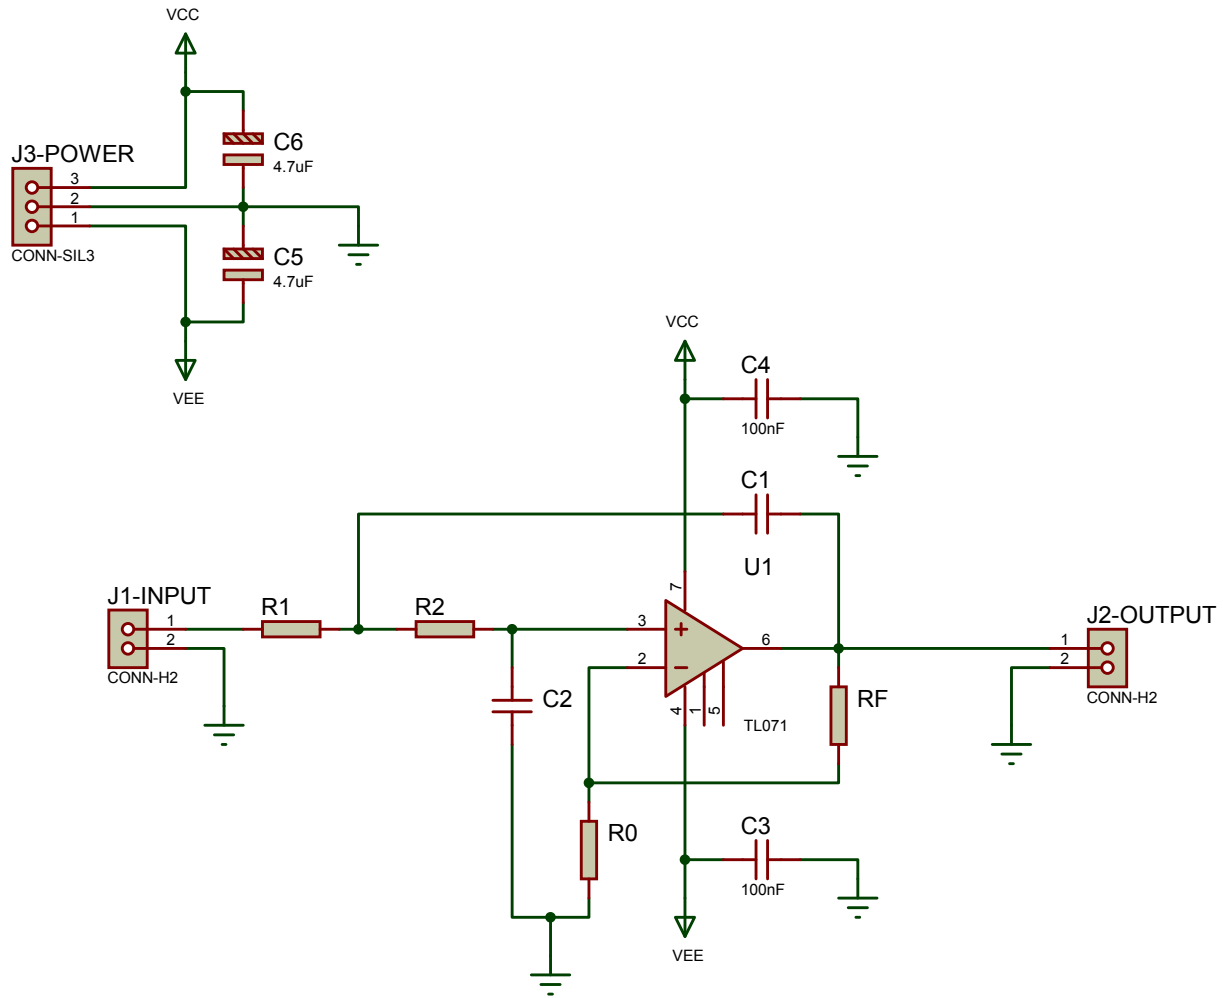 VCC
C6
4.7uF
J3-POWER
3
2
1
CONN-SIL3
C5
4.7uF
VEE
VCC
C4
100nF
C1
U1
7
J1-INPUT
1
2
CONN-H2
R1
R2
3
2
6
4
1
5
TL071
J2-OUTPUT
1
2
CONN-H2
C2
RF
R0
C3
100nF
VEE